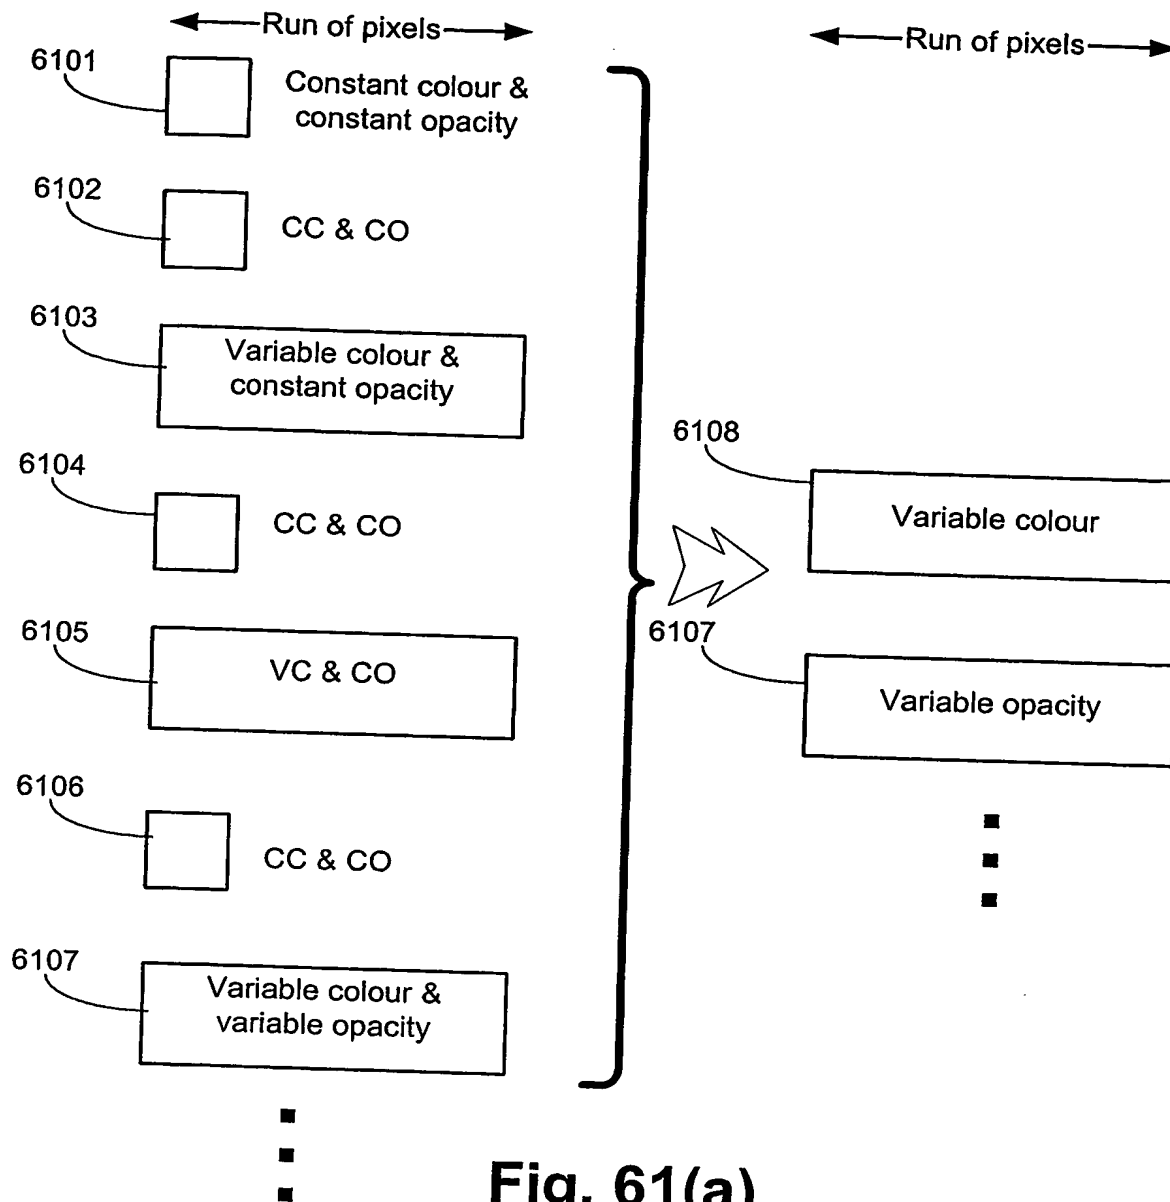 Run of pixels
6101
Constant colour &
constant opacity
6102
CC & CO
6103
Variable colour &
constant opacity
6104
CC & CO
6105
VC & CO
6106
CC & CO
6107
Variable colour &
variable opacity
Run of pixels
6108
Variable colour
6107
Variable opacity
Fig. 61(a)